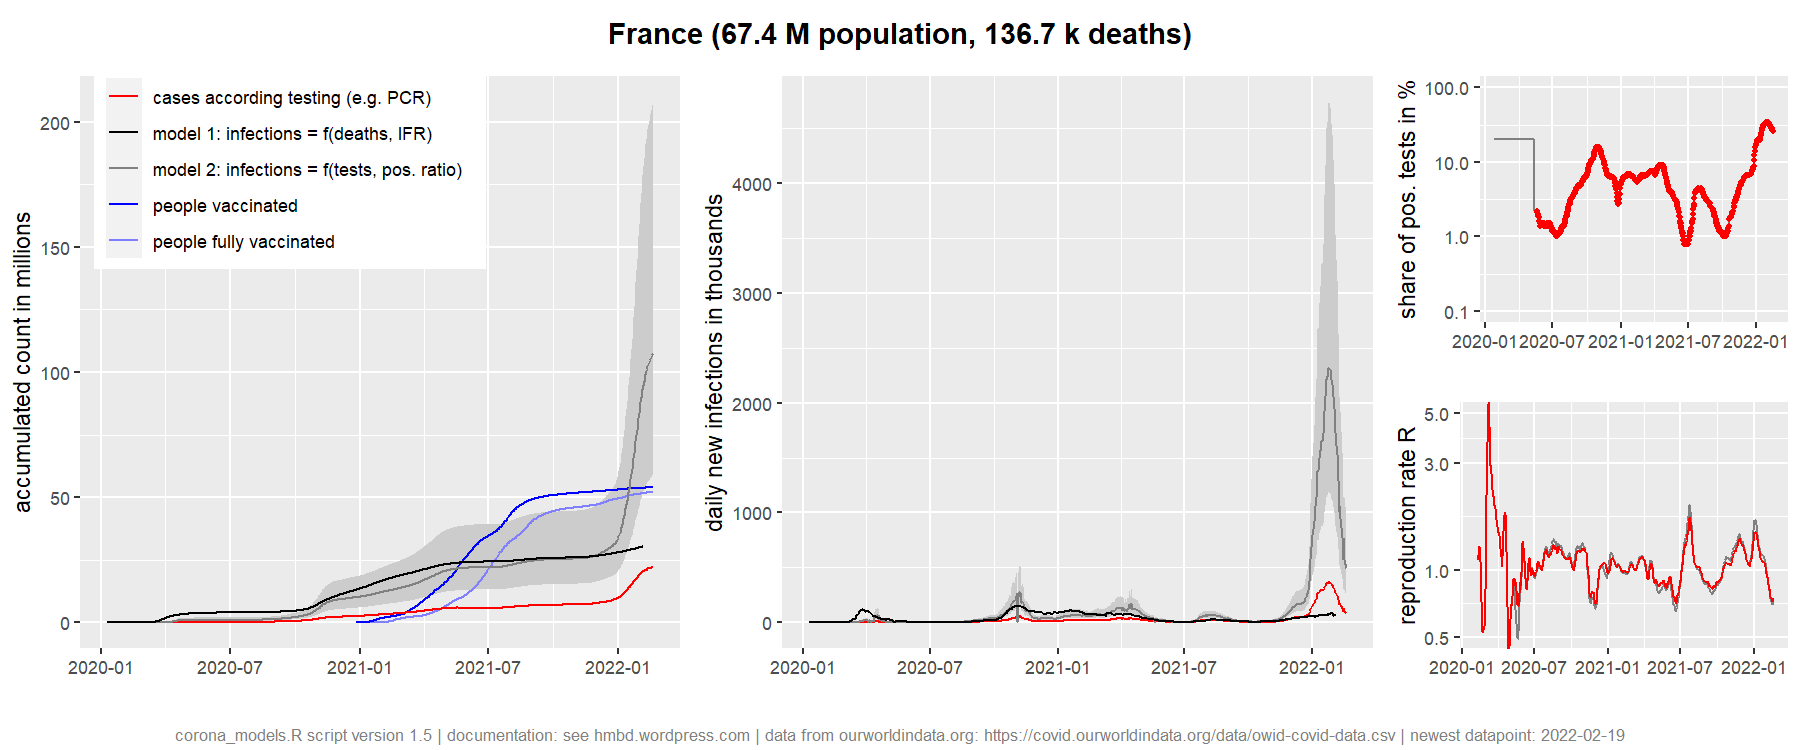 France (67.4 M population, 136.7 k deaths)
accumulated count in millions
200
150
100
50
0
2020-01 2020-07 2021-01 2021-07 2022-01
cases according testing (e.g. PCR)
model 1: infections = f(deaths, IFR)
model 2: infections = f(tests, pos. ratio)
people vaccinated
people fully vaccinated
daily new infections in thousands
4000
3000
2000
1000
0
2020-01 2020-07 2021-01 2021-07 2022-01
share of pos. tests in %
100.0
10.0
1.0
0.1
2020-01 2020-07 2021-01 2021-07 2022-01
reproduction rate R
5.0
3.0
1.0
0.5
2020-01 2020-07 2021-01 2021-07 2022-01
corona_models.R script version 1.5 | documentation: see hmbd.wordpress.com | data from ourworldindata.org: https://covid.ourworldindata.org/data/owid-covid-data.csv | newest datapoint: 2022-02-19